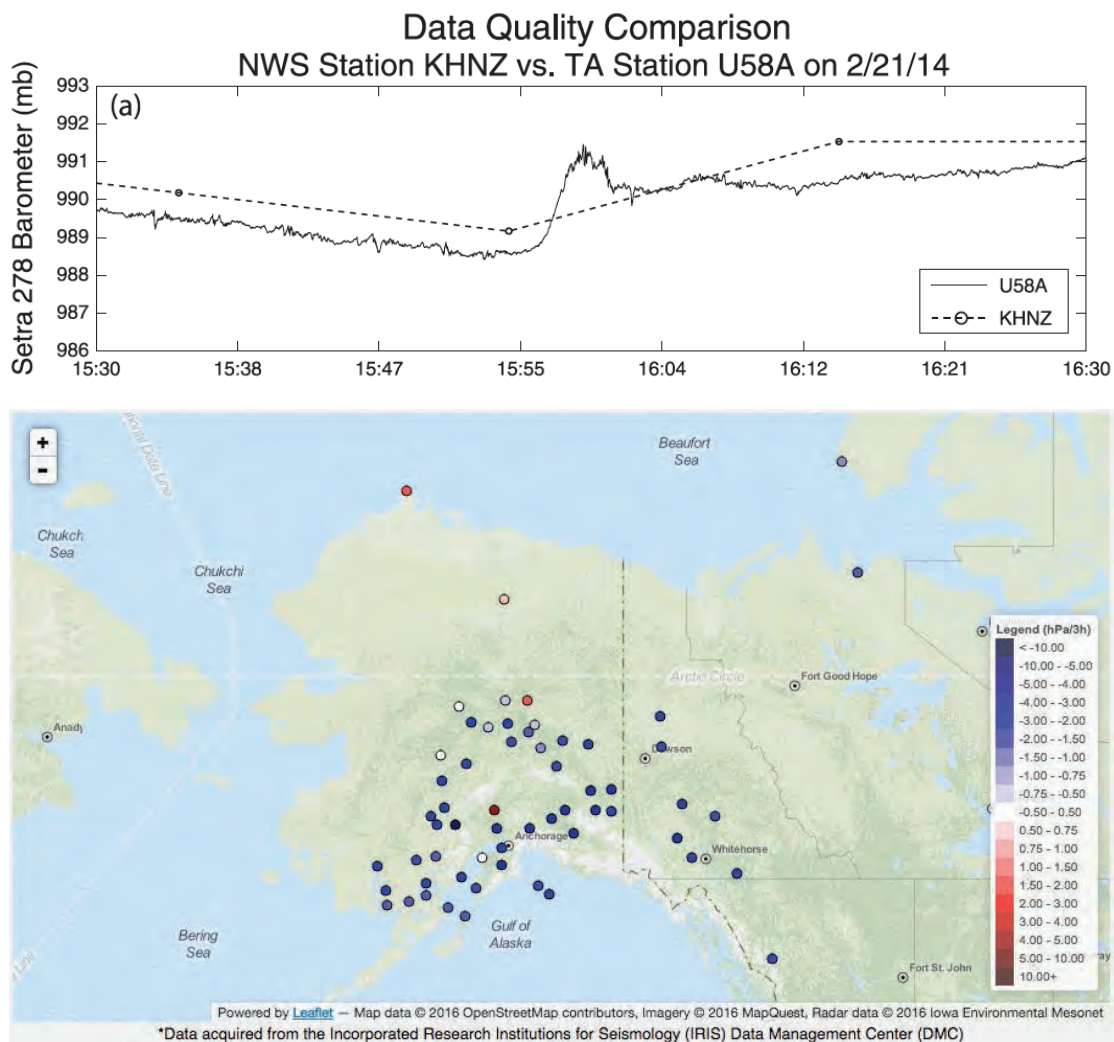 Data Quality Comparison
NWS Station KHNZ vs. TA Station U58A on 2/21/14
Setra 278 Barometer (mb)
(a)
993
992
991
990
989
988
987
986
15:30 15:38 15:47 15:55 16:04 16:12 16:21 16:30
U58A
KHNZ
+
-
ional Date Line
Beaufort
Sea
Chukch
Sea
Chukchi
Sea
Arctic Circle
Fort Good Hope
Anady
Dawson
Anchorage
Whitehorse
Gulf of
Alaska
Bering
Sea
Line
Fort St. John
ray
Legend (hPa/3h)
< -10.00
-10.00 - -5.00
-5.00 - -4.00
-4.00 - -3.00
-3.00 - -2.00
-2.00 - -1.50
-1.50 - -1.00
-1.00 - -0.75
-0.75 - -0.50
-0.50 - 0.50
0.50 - 0.75
0.75 - 1.00
1.00 - 1.50
1.50 - 2.00
2.00 - 3.00
3.00 - 4.00
4.00 - 5.00
5.00 - 10.00
10.00+
Powered by Leaflet — Map data © 2016 OpenStreetMap contributors, Imagery © 2016 MapQuest, Radar data © 2016 Iowa Environmental Mesonet
*Data acquired from the Incorporated Research Institutions for Seismology (IRIS) Data Management Center (DMC)